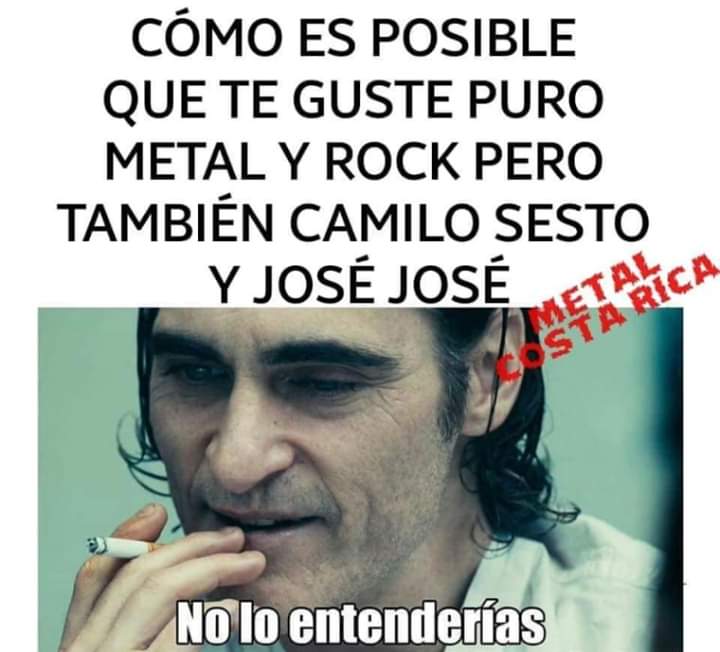 CÓMO ES POSIBLE
QUE TE GUSTE PURO
METAL Y ROCK PERO
TAMBIÉN CAMILO SESTO
Y JOSÉ JOSÉ
METAL
COSTA RICA
No lo entenderías